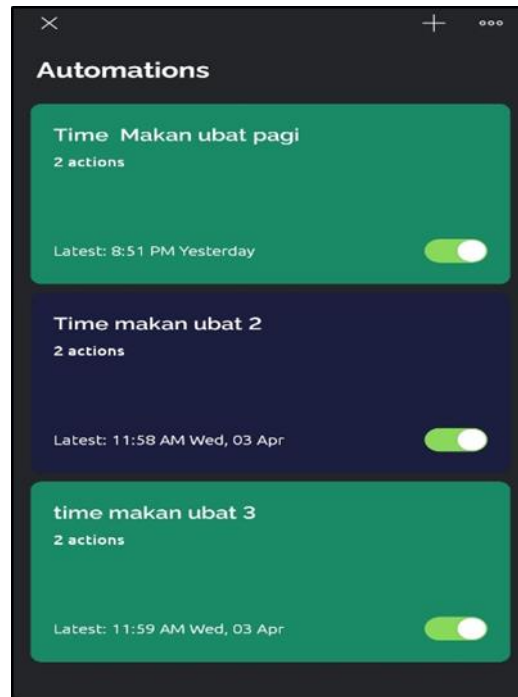 Automations
Time Makan ubat pagi
2 actions
Latest: 8:51 PM Yesterday
Time makan ubat 2
2 actions
Latest: 11:58 AM Wed, 03 Apr
time makan ubat 3
2 actions
Latest: 11:59 AM Wed, 03 Apr